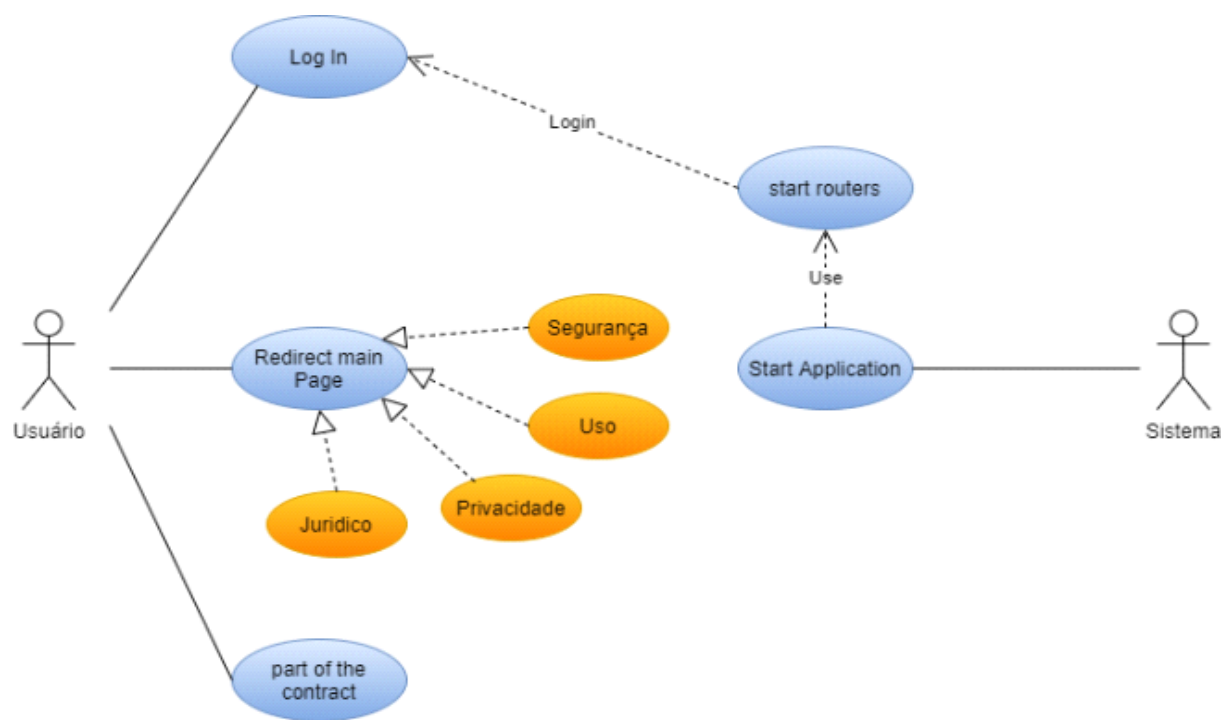 Log In
Login
start routers
Use
Segurança
Redirect main
Page
Start Application
Uso
Usuário
Sistema
Privacidade
Juridico
part of the
contract